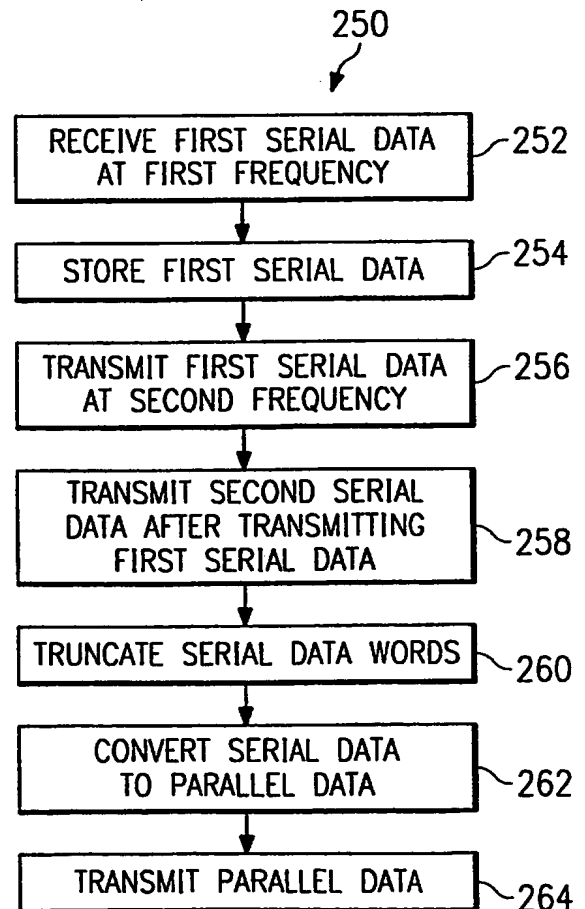 250
RECEIVE FIRST SERIAL DATA
AT FIRST FREQUENCY
252
STORE FIRST SERIAL DATA
254
TRANSMIT FIRST SERIAL DATA
AT SECOND FREQUENCY
256
TRANSMIT SECOND SERIAL
DATA AFTER TRANSMITTING
FIRST SERIAL DATA
258
TRUNCATE SERIAL DATA WORDS
260
CONVERT SERIAL DATA
TO PARALLEL DATA
262
TRANSMIT PARALLEL DATA
264